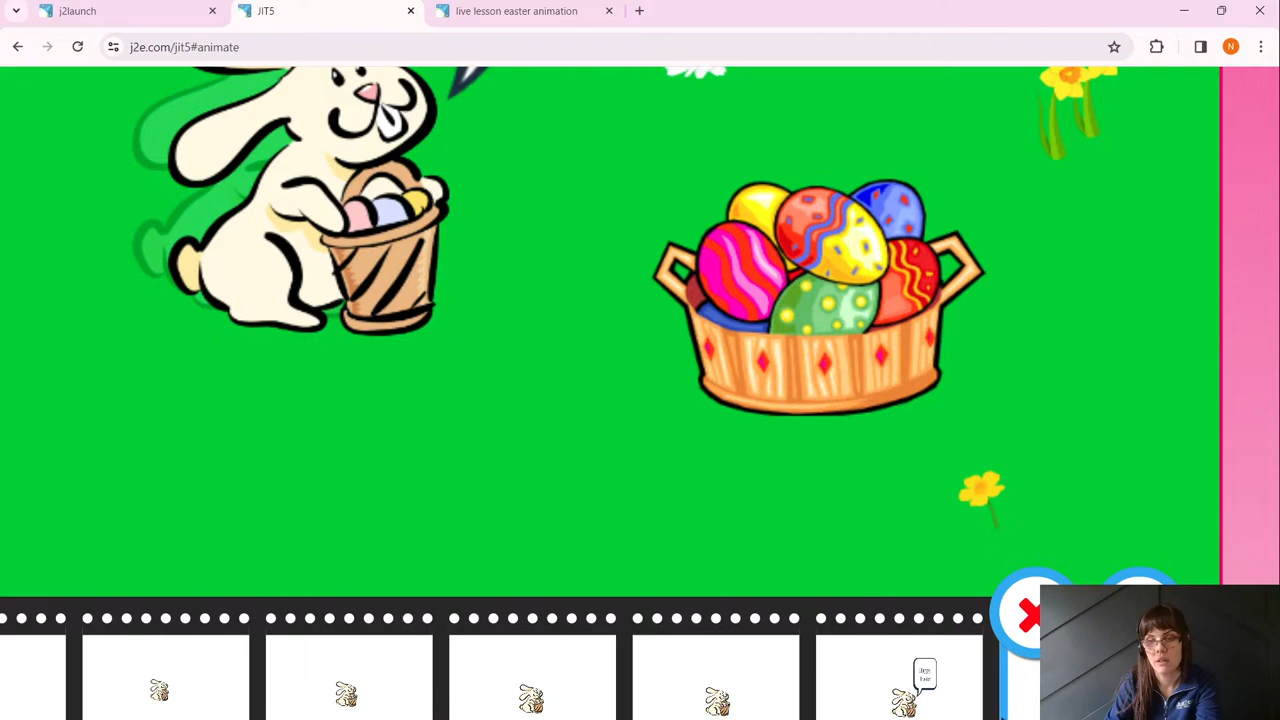 j2launch
JIT5
live lesson easter animation
j2e.com/jit5#animate
N